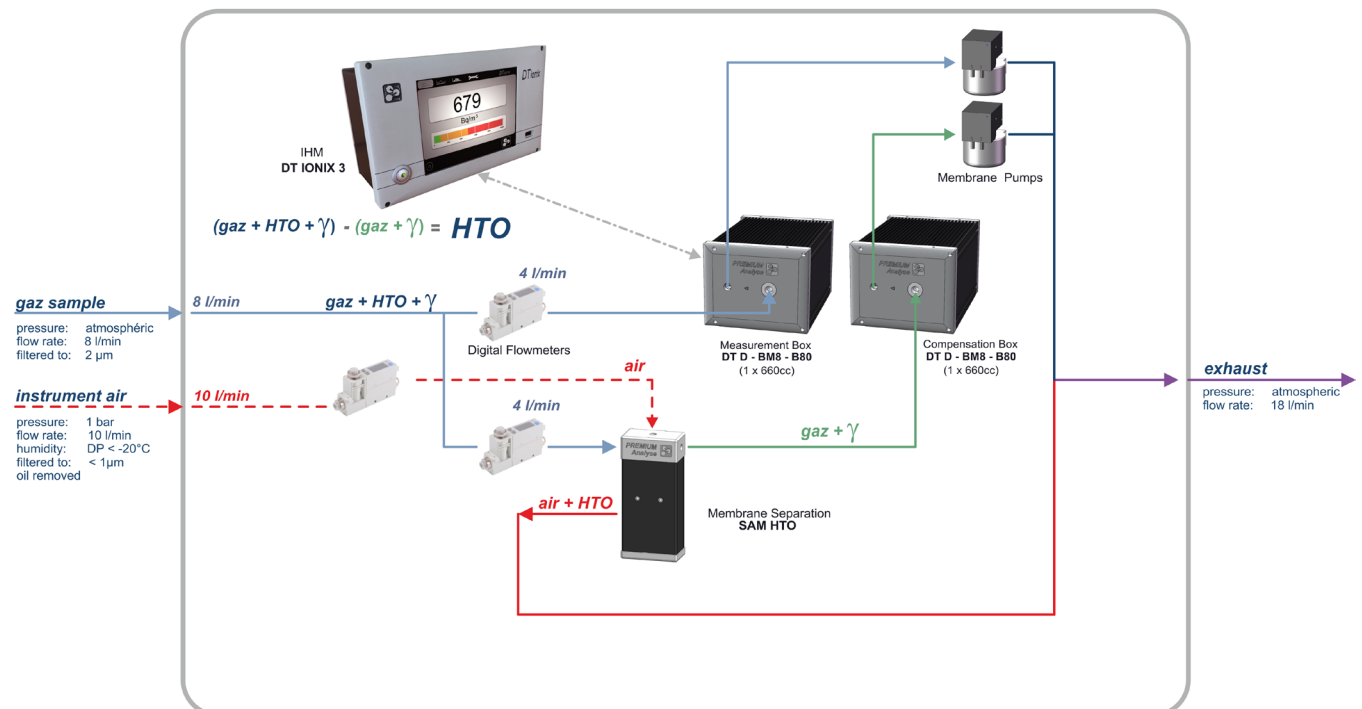 DTionix
679
Bq/m³
IHM
DT IONIX 3
(gaz + HTO + γ) - (gaz + γ) = HTO
Membrane Pumps
PREMIUM
Analyse
PREMIUM
Analyse
Measurement Box
DT D - BM8 - B80
(1 x 660cc)
Compensation Box
DT D - BM8 - B80
(1 x 660cc)
gaz sample
pressure: atmosphéric
flow rate: 8 l/min
filtered to: 2 µm
8 l/min
gaz + HTO + γ
4 l/min
Digital Flowmeters
instrument air
pressure: 1 bar
flow rate: 10 l/min
humidity: DP < -20°C
filtered to: < 1µm
oil removed
10 l/min
air
4 l/min
PREMIUM
Analyse
gaz + γ
air + HTO
Membrane Separation
SAM HTO
exhaust
pressure: atmospheric
flow rate: 18 l/min